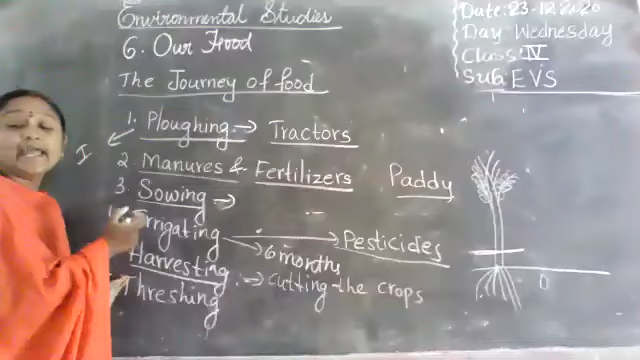 Environmental Studies
6. Our Food
The Journey of food
Date: 23-12-2020
Day Wednesday
Class IV
Sub EVS
1. Ploughing → Tractors
I
2. Manures & Fertilizers
3. Sowing →
Paddy
Irrigating → Pesticides
→ 6 months
Harvesting :→ Cutting the crops
Threshing